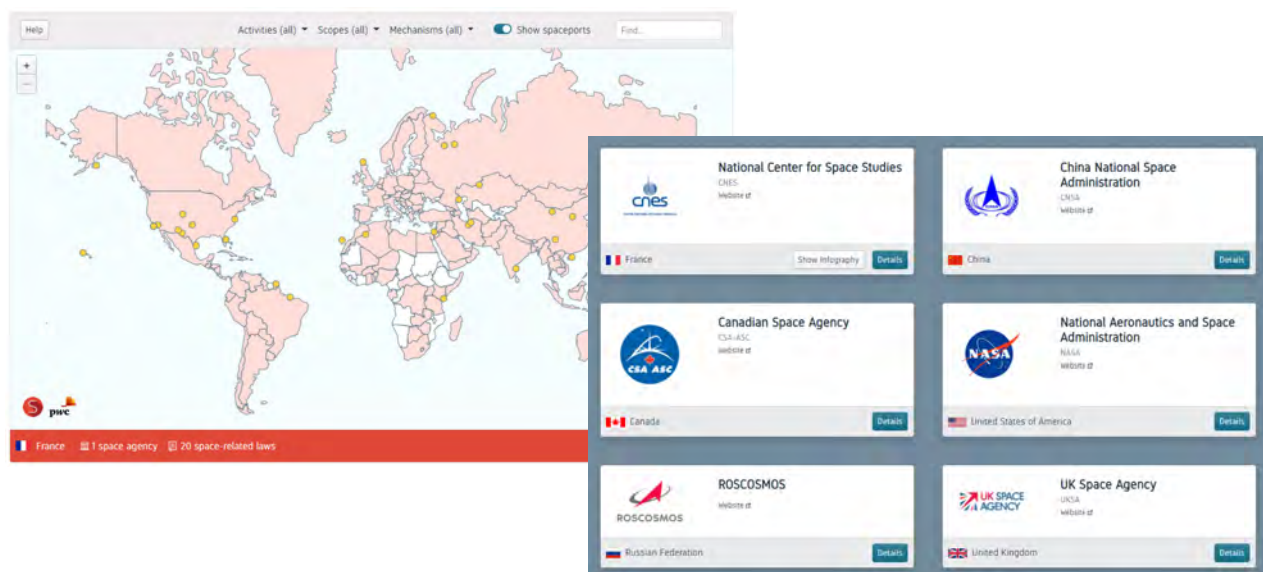 Help
Activities (all)
Scopes (all)
Mechanisms (all)
Show spaceports
Find...
+
−
S
pwc
France
1 space agency
20 space-related laws
cnes
National Center for Space Studies
CNES
Website
France
Show Infography
Details
China National Space
Administration
CNSA
Website
China
Details
CSA ASC
Canadian Space Agency
CSA-ASC
Website
Canada
Details
NASA
National Aeronautics and Space
Administration
NASA
Website
United States of America
Details
ROSCOSMOS
ROSCOSMOS
Website
Russian Federation
Details
UK SPACE
AGENCY
UK Space Agency
UKSA
Website
United Kingdom
Details